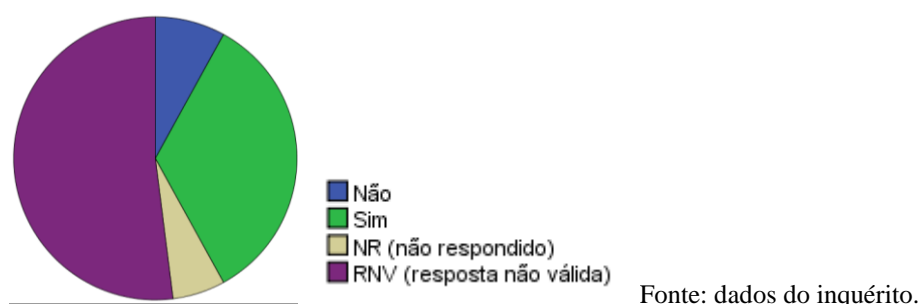 Não
Sim
NR (não respondido)
RNV (resposta não válida)
Fonte: dados do inquérito.